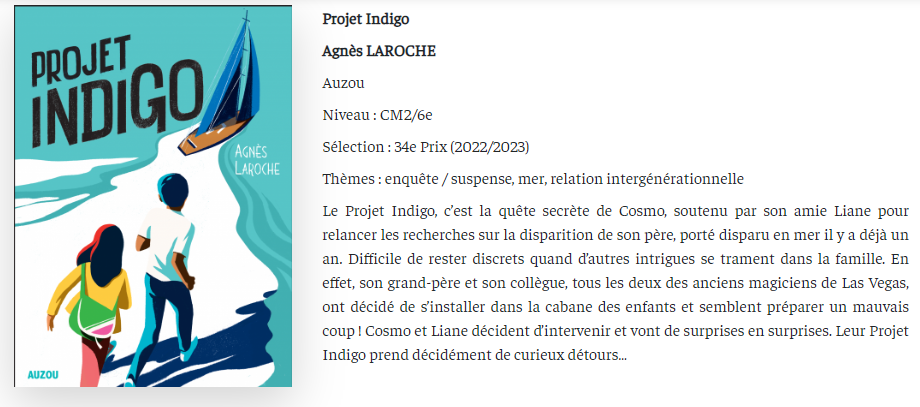 PROJET
INDIGO
AGNÈS
LAROCHE
AUZOU
Projet Indigo
Agnès LAROCHE
Auzou
Niveau : CM2/6e
Sélection : 34e Prix (2022/2023)
Thèmes : enquête / suspense, mer, relation intergénérationnelle
Le Projet Indigo, c’est la quête secrète de Cosmo, soutenu par son amie Liane pour
relancer les recherches sur la disparition de son père, porté disparu en mer il y a déjà un
an. Difficile de rester discrets quand d’autres intrigues se trament dans la famille. En
effet, son grand-père et son collègue, tous les deux des anciens magiciens de Las Vegas,
ont décidé de s’installer dans la cabane des enfants et semblent préparer un mauvais
coup ! Cosmo et Liane décident d’intervenir et vont de surprises en surprises. Leur Projet
Indigo prend décidément de curieux détours…